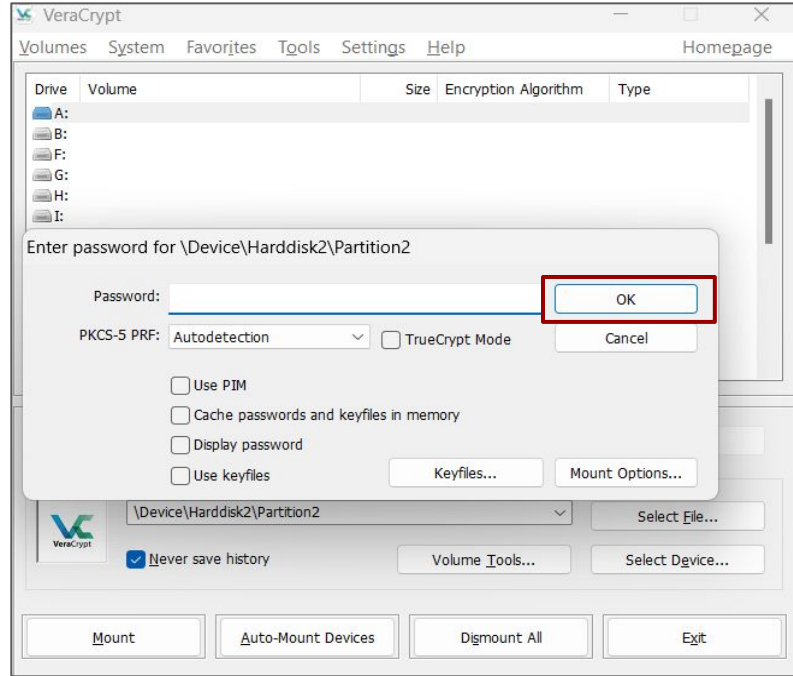 VeraCrypt
Volumes System Favorites Tools Settings Help Homepage
Drive Volume Size Encryption Algorithm Type
A:
B:
F:
G:
H:
I:
Enter password for \Device\Harddisk2\Partition2
Password: OK
PKCS-5 PRF: Autodetection TrueCrypt Mode Cancel
Use PIM
Cache passwords and keyfiles in memory
Display password
Use keyfiles Keyfiles... Mount Options...
\Device\Harddisk2\Partition2 Select File...
VeraCrypt
Never save history Volume Tools... Select Device...
Mount Auto-Mount Devices Dismount All Exit